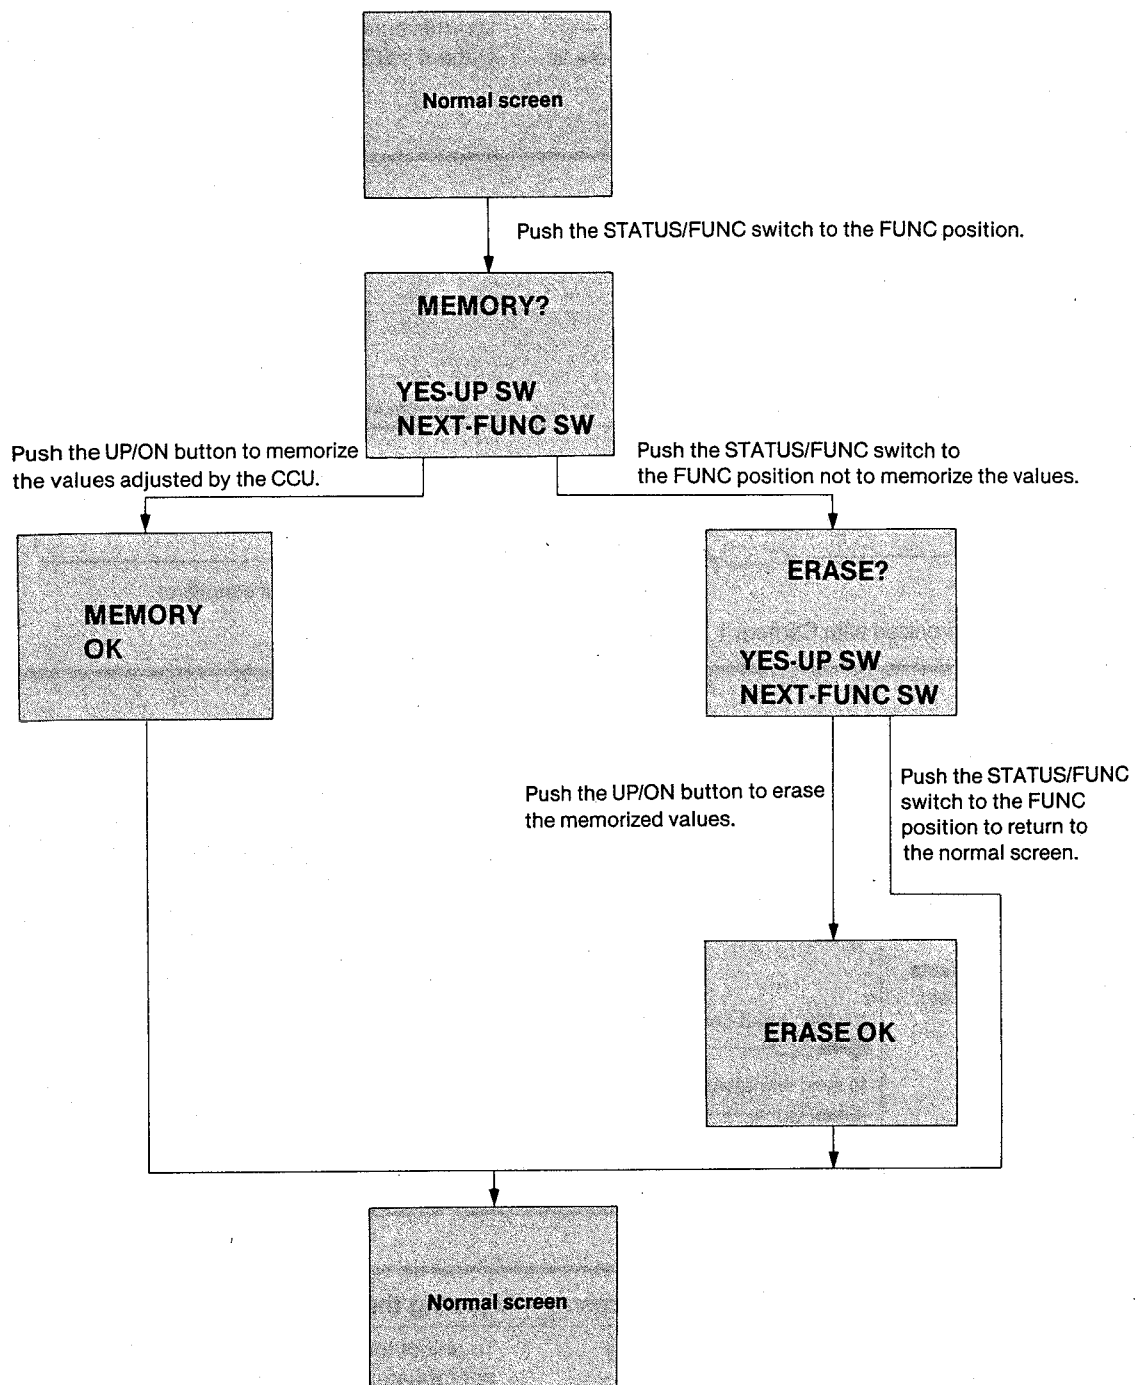 Normal screen
Push the STATUS/FUNC switch to the FUNC position.
MEMORY?
YES-UP SW
NEXT-FUNC SW
Push the UP/ON button to memorize
the values adjusted by the CCU.
Push the STATUS/FUNC switch to
the FUNC position not to memorize the values.
MEMORY
OK
ERASE?
YES-UP SW
NEXT-FUNC SW
Push the UP/ON button to erase
the memorized values.
Push the STATUS/FUNC
switch to the FUNC
position to return to
the normal screen.
ERASE OK
Normal screen